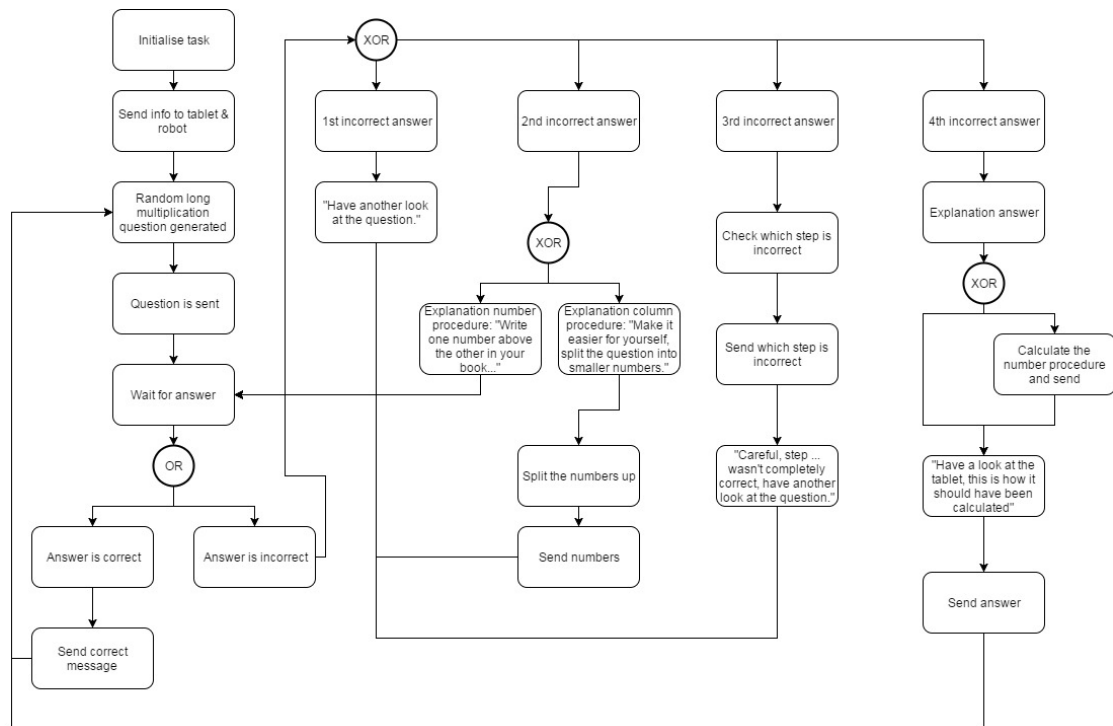 Initialise task
Send info to tablet &
robot
Random long
multiplication
question generated
Question is sent
Wait for answer
OR
Answer is correct
Answer is incorrect
Send correct
message
XOR
1st incorrect answer
"Have another look
at the question."
2nd incorrect answer
XOR
Explanation number
procedure: "Write
one number above
the other in your
book..."
Explanation column
procedure: "Make it
easier for yourself,
split the question into
smaller numbers."
Split the numbers up
Send numbers
3rd incorrect answer
Check which step is
incorrect
Send which step is
incorrect
"Careful, step ...
wasn't completely
correct, have another
look at the question."
4th incorrect answer
Explanation answer
XOR
Calculate the
number procedure
and send
"Have a look at the
tablet, this is how it
should have been
calculated"
Send answer